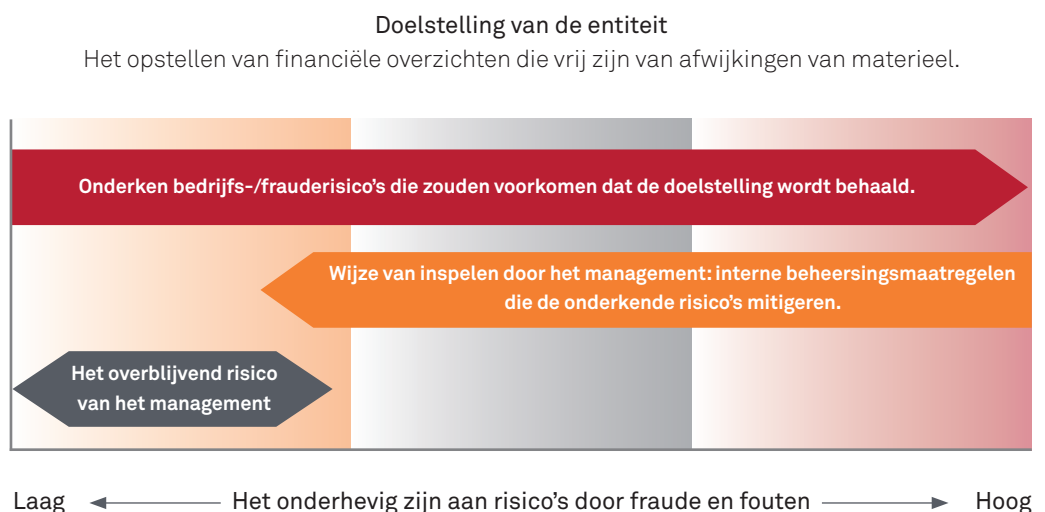 Doelstelling van de entiteit
Het opstellen van financiële overzichten die vrij zijn van afwijkingen van materieel.
Onderken bedrijfs-/frauderisico’s die zouden voorkomen dat de doelstelling wordt behaald.
Wijze van inspelen door het management: interne beheersingsmaatregelen
die de onderkende risico’s mitigeren.
Het overblijvend risico
van het management
Laag Het onderhevig zijn aan risico’s door fraude en fouten Hoog